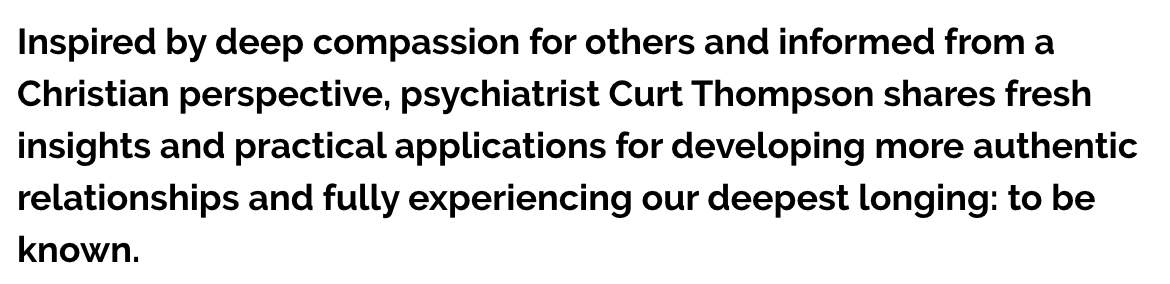 Inspired by deep compassion for others and informed from a
Christian perspective, psychiatrist Curt Thompson shares fresh
insights and practical applications for developing more authentic
relationships and fully experiencing our deepest longing: to be
known.